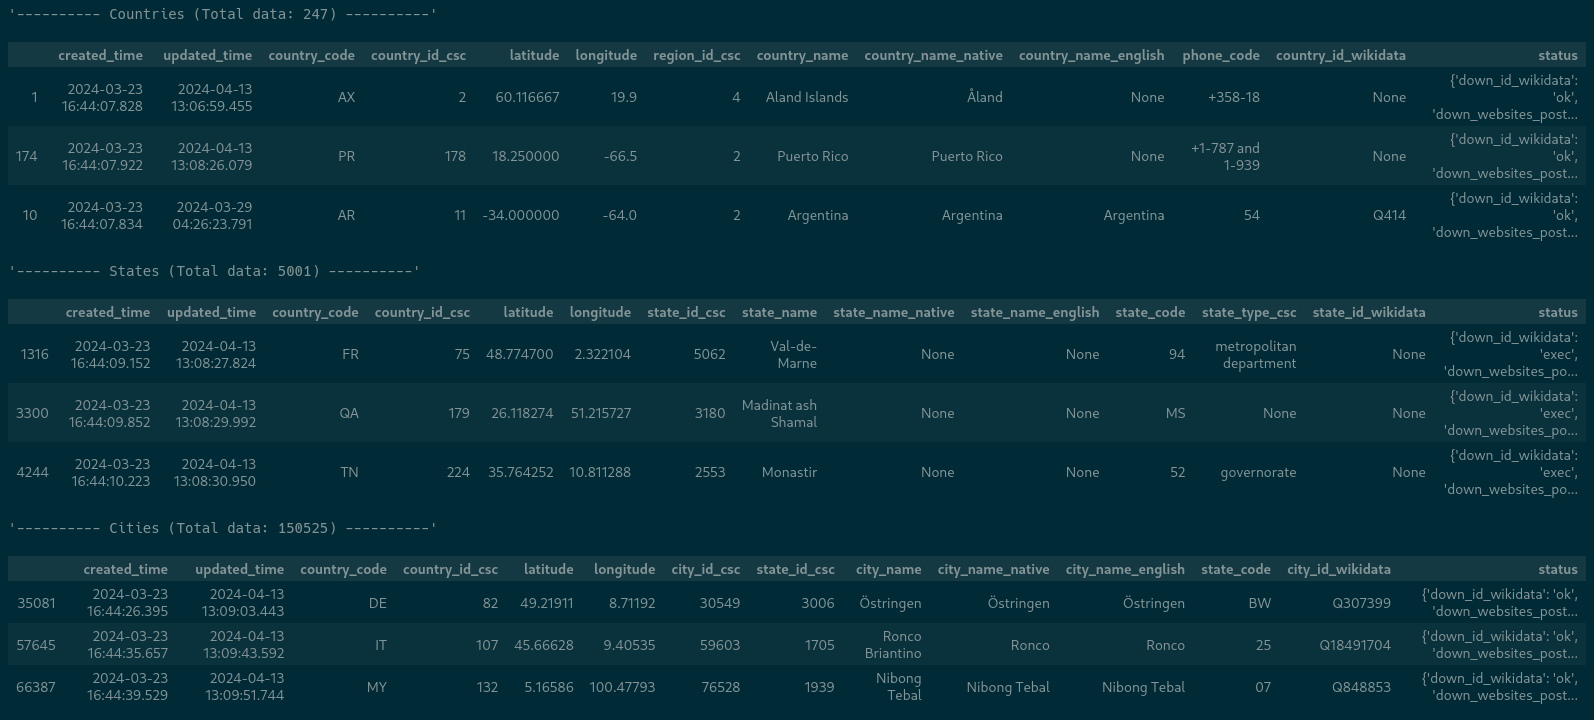 '---------- Countries (Total data: 247) ----------'
created_time updated_time country_code country_id_csc latitude longitude region_id_csc country_name country_name_native country_name_english phone_code country_id_wikidata status
1 2024-03-23 16:44:07.828 2024-04-13 13:06:59.455 AX 2 60.116667 19.9 4 Aland Islands Åland None +358-18 None {'down_id_wikidata': 'ok', 'down_websites_post...
174 2024-03-23 16:44:07.922 2024-04-13 13:08:26.079 PR 178 18.250000 -66.5 2 Puerto Rico Puerto Rico None +1-787 and 1-939 None {'down_id_wikidata': 'ok', 'down_websites_post...
10 2024-03-23 16:44:07.834 2024-03-29 04:26:23.791 AR 11 -34.000000 -64.0 2 Argentina Argentina Argentina 54 Q414 {'down_id_wikidata': 'ok', 'down_websites_post...
'---------- States (Total data: 5001) ----------'
created_time updated_time country_code country_id_csc latitude longitude state_id_csc state_name state_name_native state_name_english state_code state_type_csc state_id_wikidata status
1316 2024-03-23 16:44:09.152 2024-04-13 13:08:27.824 FR 75 48.774700 2.322104 5062 Val-de-Marne None None 94 metropolitan department None {'down_id_wikidata': 'exec', 'down_websites_po...
3300 2024-03-23 16:44:09.852 2024-04-13 13:08:29.992 QA 179 26.118274 51.215727 3180 Madinat ash Shamal None None MS None None {'down_id_wikidata': 'exec', 'down_websites_po...
4244 2024-03-23 16:44:10.223 2024-04-13 13:08:30.950 TN 224 35.764252 10.811288 2553 Monastir None None 52 governorate None {'down_id_wikidata': 'exec', 'down_websites_po...
'---------- Cities (Total data: 150525) ----------'
created_time updated_time country_code country_id_csc latitude longitude city_id_csc state_id_csc city_name city_name_native city_name_english state_code city_id_wikidata status
35081 2024-03-23 16:44:26.395 2024-04-13 13:09:03.443 DE 82 49.21911 8.71192 30549 3006 Östringen Östringen Östringen BW Q307399 {'down_id_wikidata': 'ok', 'down_websites_post...
57645 2024-03-23 16:44:35.657 2024-04-13 13:09:43.592 IT 107 45.66628 9.40535 59603 1705 Ronco Briantino Ronco Ronco 25 Q18491704 {'down_id_wikidata': 'ok', 'down_websites_post...
66387 2024-03-23 16:44:39.529 2024-04-13 13:09:51.744 MY 132 5.16586 100.47793 76528 1939 Nibong Tebal Nibong Tebal Nibong Tebal 07 Q848853 {'down_id_wikidata': 'ok', 'down_websites_post...